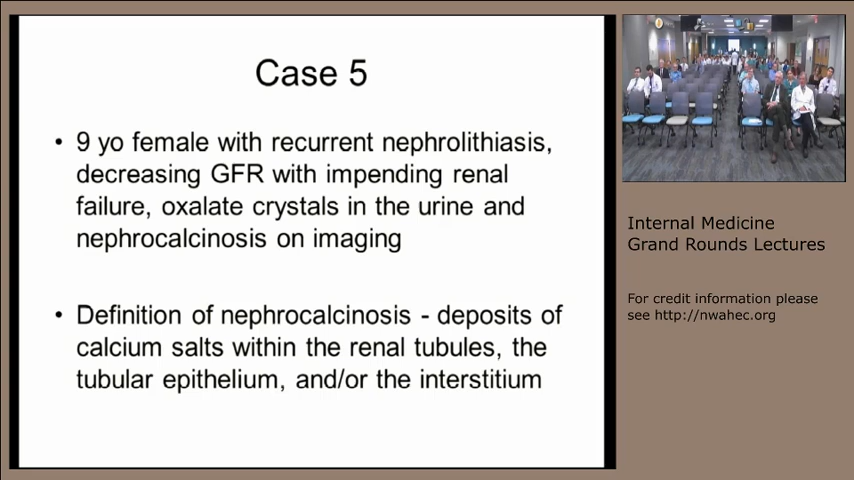 Case 5
• 9 yo female with recurrent nephrolithiasis,
decreasing GFR with impending renal
failure, oxalate crystals in the urine and
nephrocalcinosis on imaging
• Definition of nephrocalcinosis - deposits of
calcium salts within the renal tubules, the
tubular epithelium, and/or the interstitium
Internal Medicine
Grand Rounds Lectures
For credit information please
see http://nwahec.org